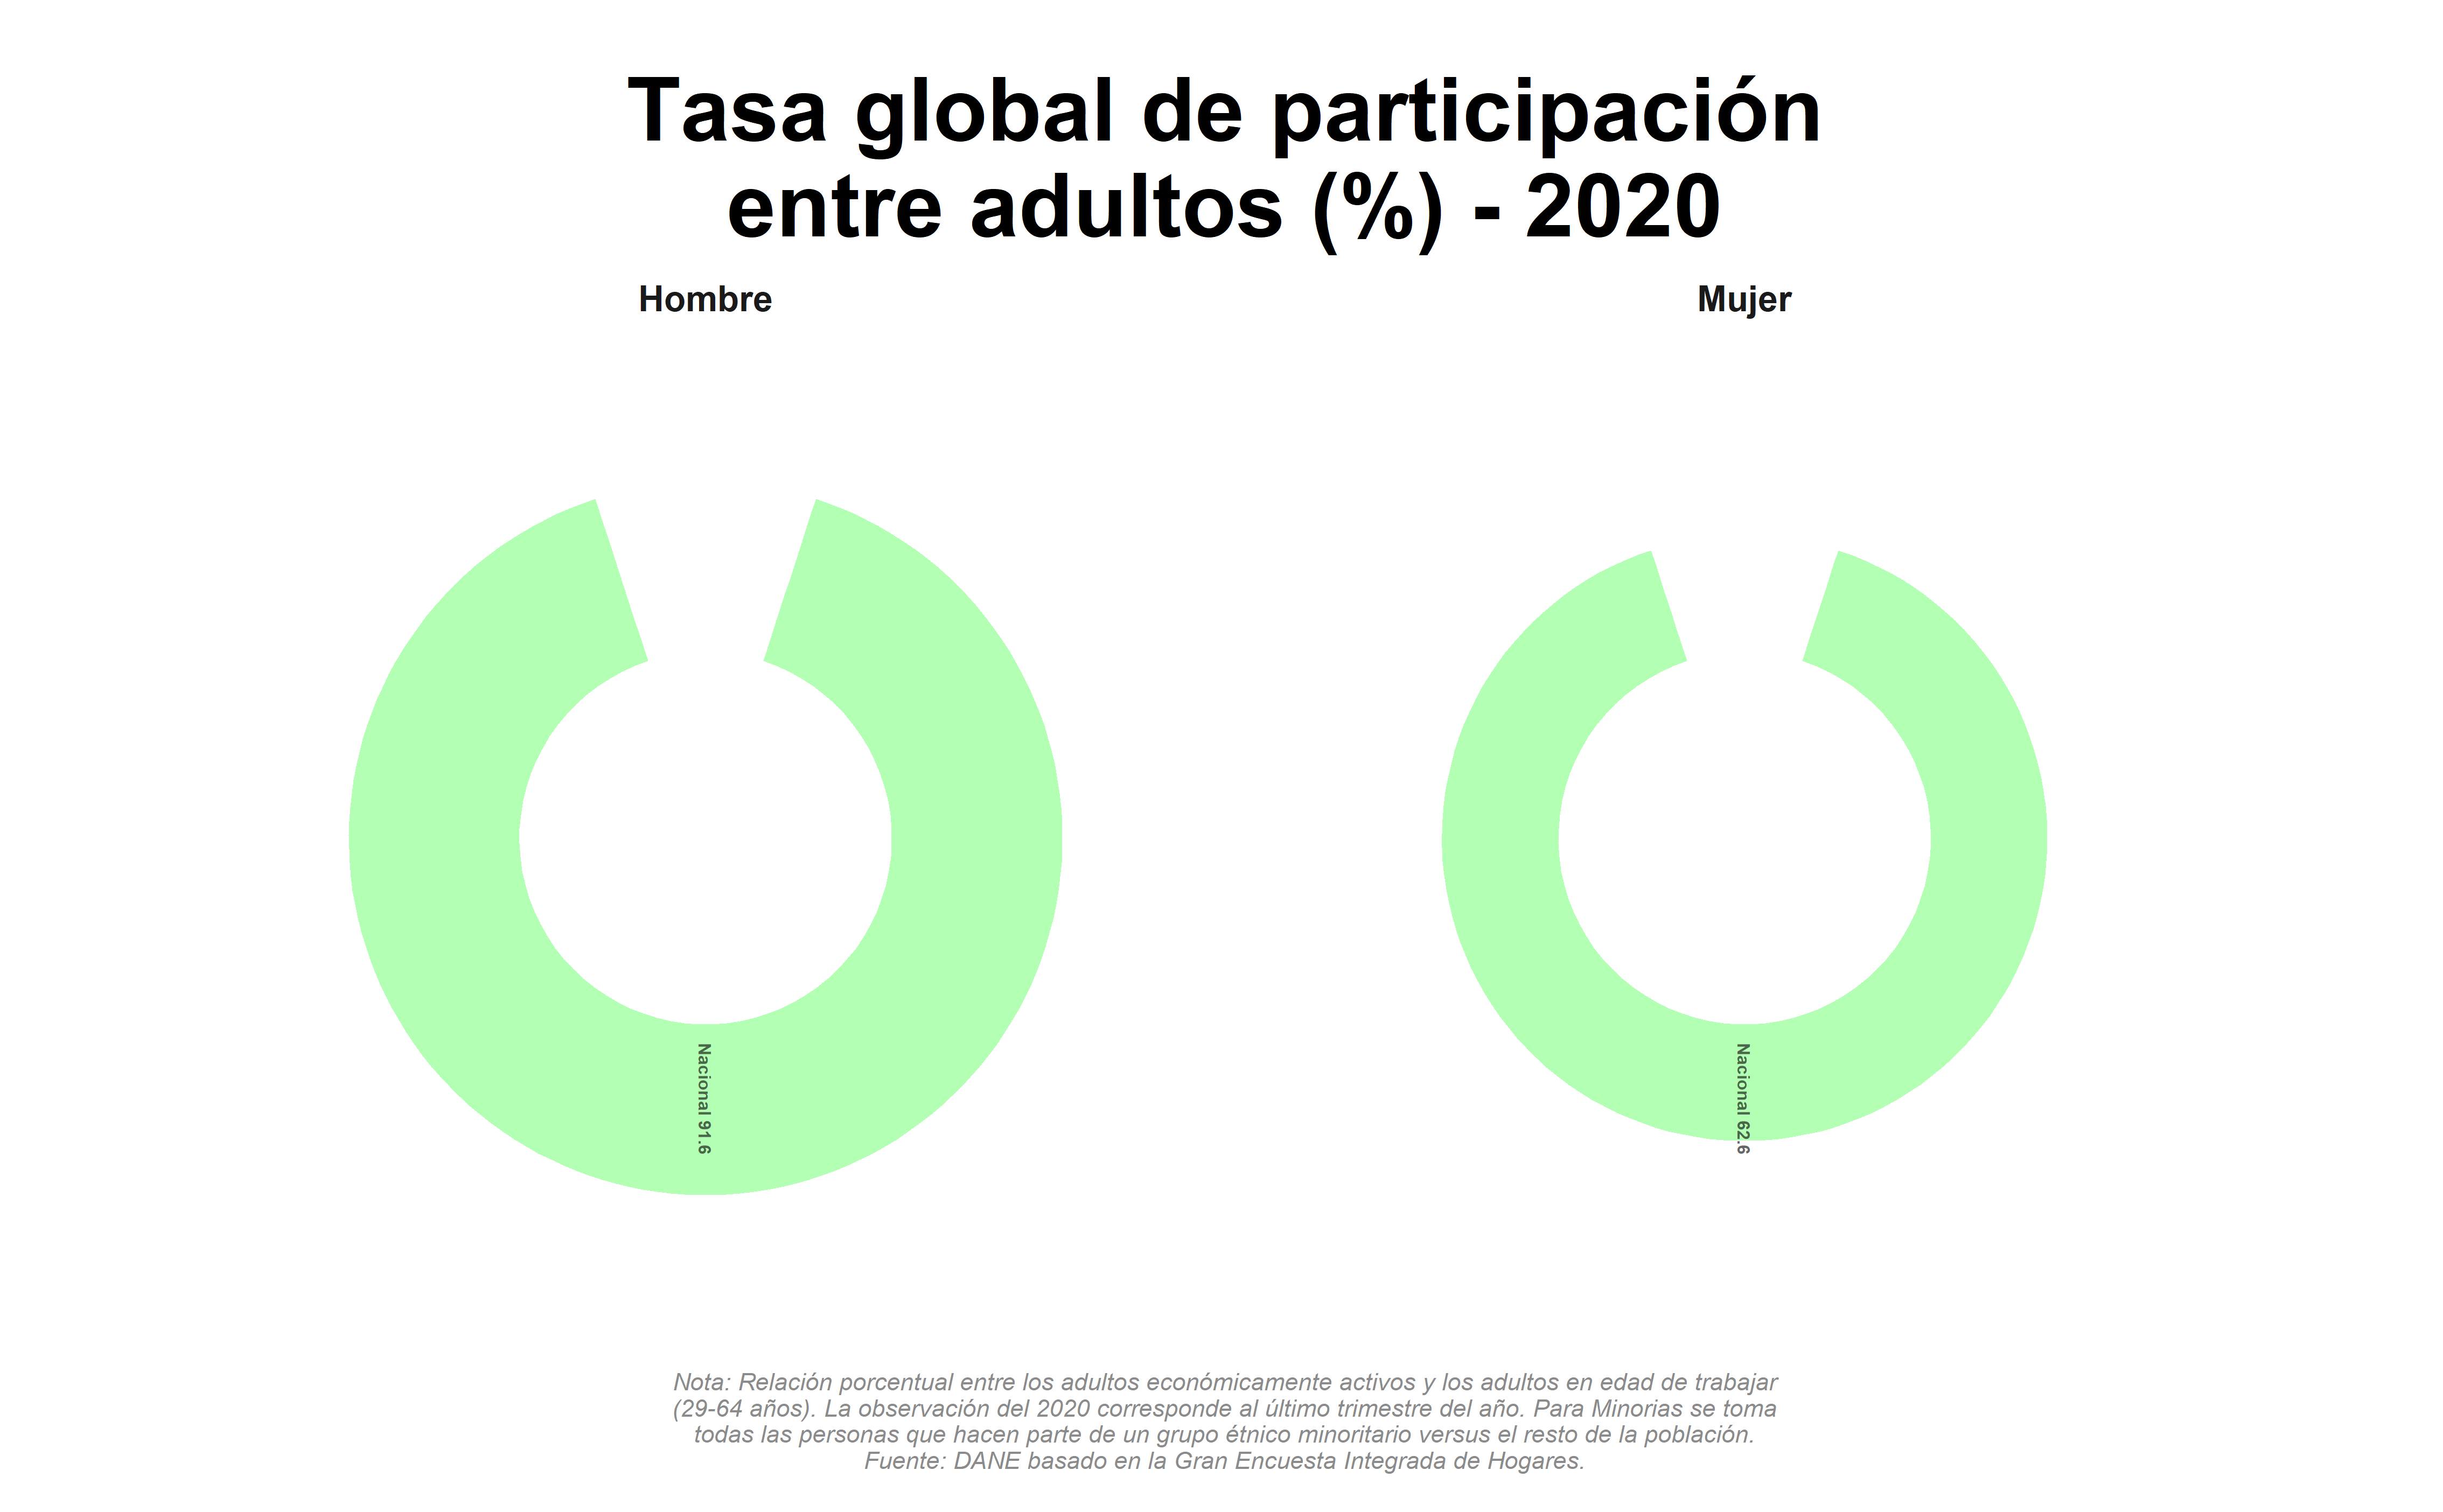 Tasa global de participación
entre adultos (%) - 2020
Hombre
Mujer
Nacional 91.6
Nacional 62.6
Nota: Relación porcentual entre los adultos económicamente activos y los adultos en edad de trabajar
(29-64 años). La observación del 2020 corresponde al último trimestre del año. Para Minorias se toma
todas las personas que hacen parte de un grupo étnico minoritario versus el resto de la población.
Fuente: DANE basado en la Gran Encuesta Integrada de Hogares.